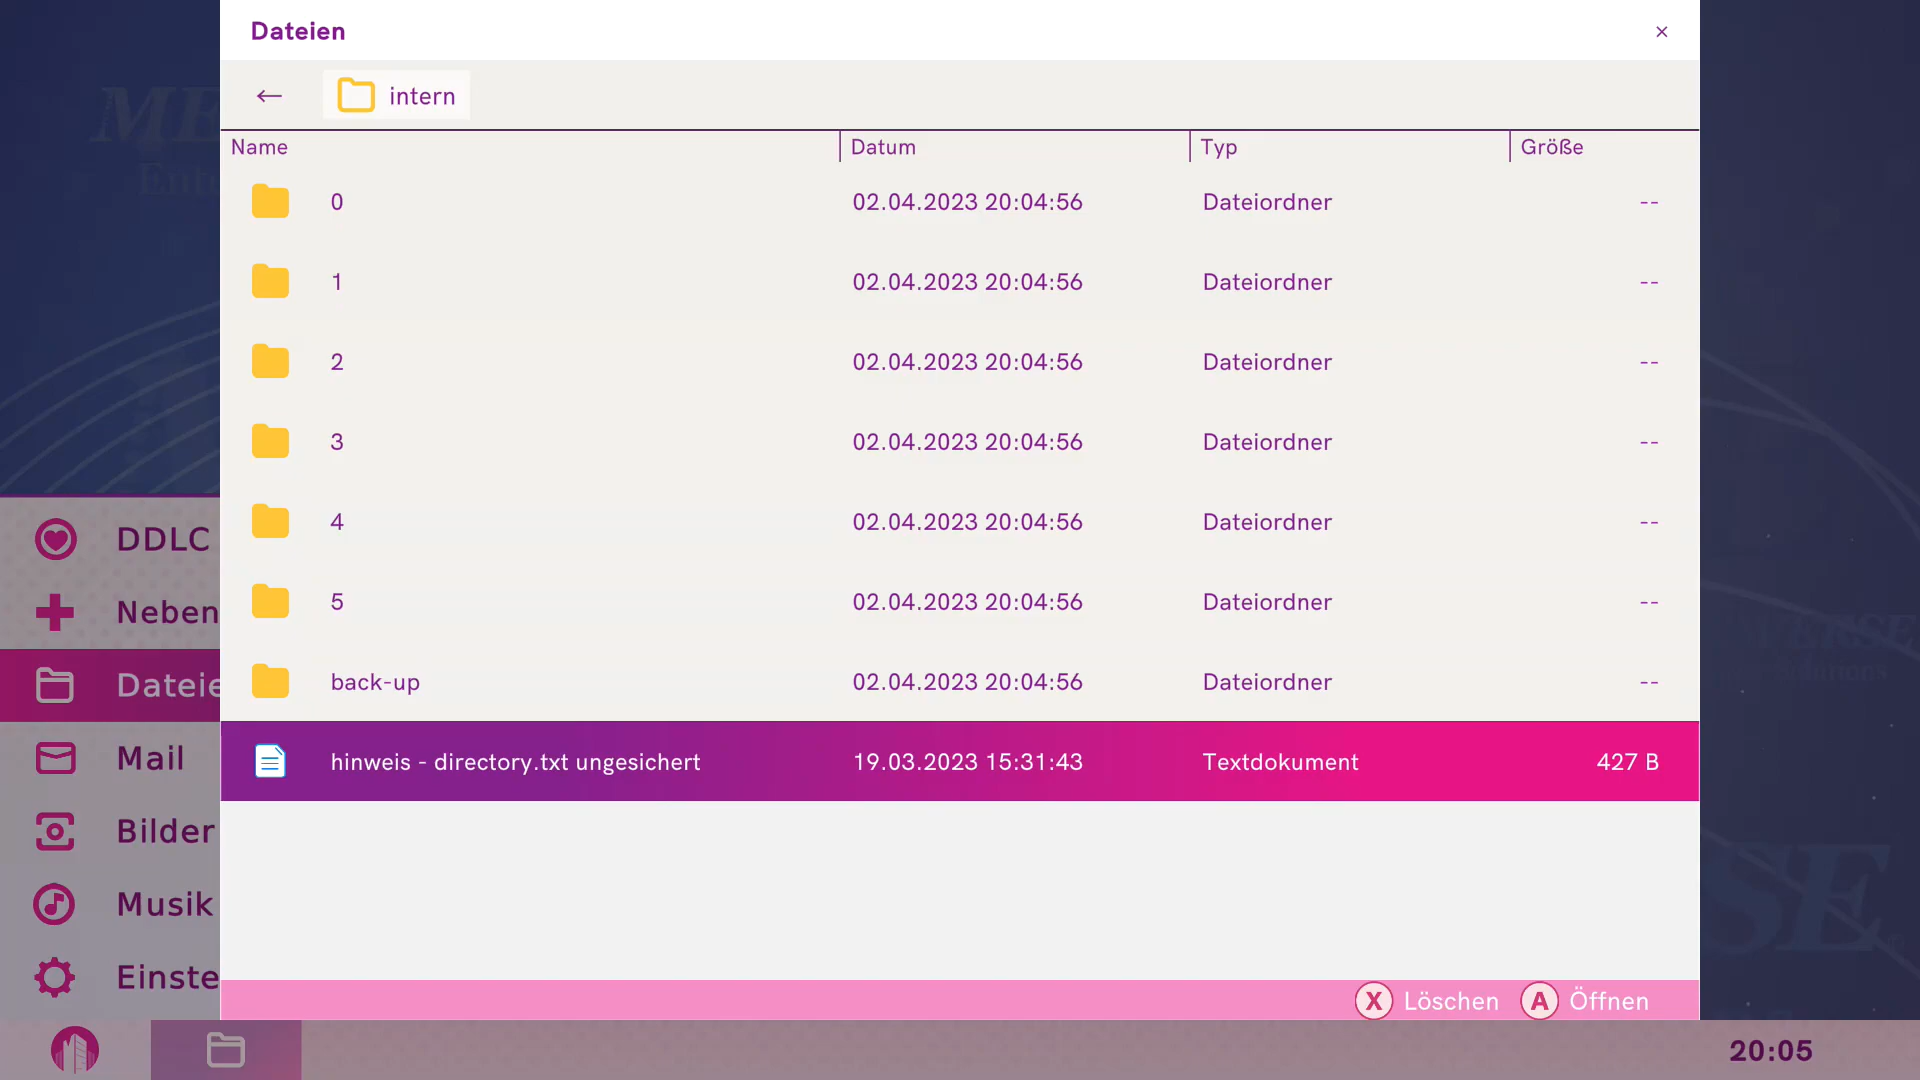 Dateien ×
← intern
Name Datum Typ Größe
0 02.04.2023 20:04:56 Dateiordner --
1 02.04.2023 20:04:56 Dateiordner --
2 02.04.2023 20:04:56 Dateiordner --
3 02.04.2023 20:04:56 Dateiordner --
4 02.04.2023 20:04:56 Dateiordner --
5 02.04.2023 20:04:56 Dateiordner --
back-up 02.04.2023 20:04:56 Dateiordner --
hinweis - directory.txt ungesichert 19.03.2023 15:31:43 Textdokument 427 B
X Löschen A Öffnen
DDLC
Neben
Dateie
Mail
Bilder
Musik
Einste
20:05